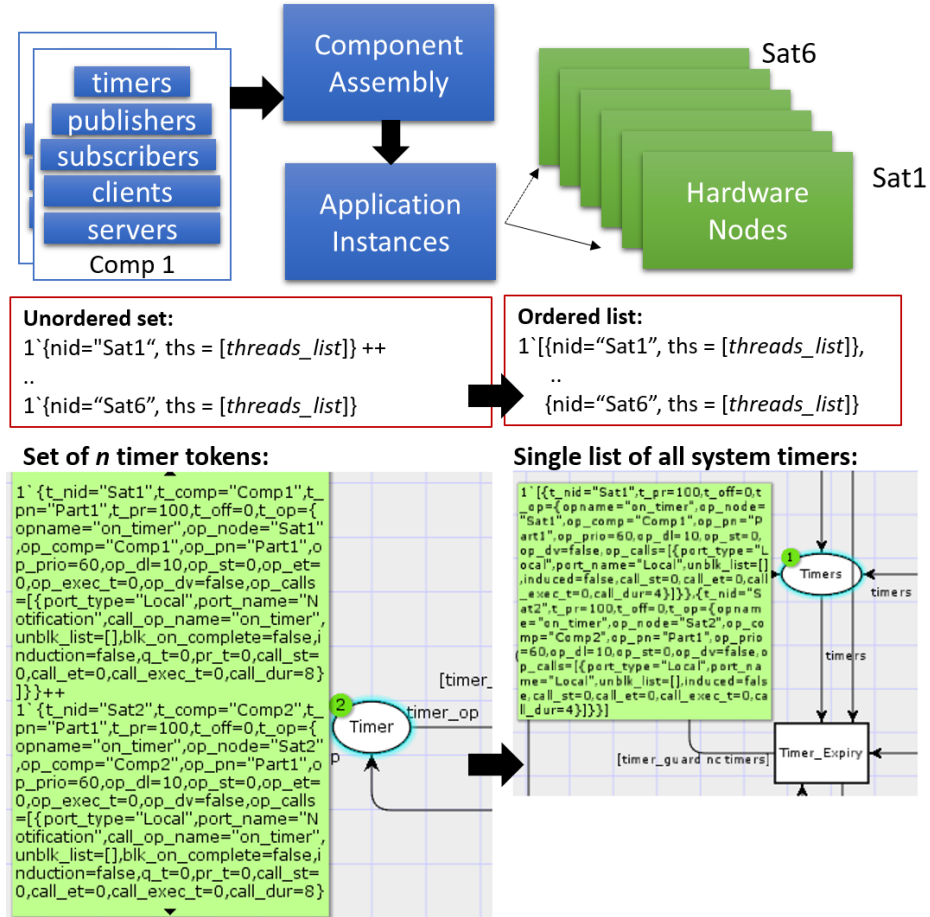 timers
publishers
subscribers
clients
servers
Comp 1
Component
Assembly
Application
Instances
Sat6
Sat1
Hardware
Nodes
Unordered set:
1`{nid="Sat1“, ths = [threads_list]} ++
..
1`{nid=“Sat6”, ths = [threads_list]}
Ordered list:
1`[{nid=“Sat1”, ths = [threads_list]},
..
{nid=“Sat6”, ths = [threads_list]}
Set of n timer tokens:
1`{t_nid="Sat1",t_comp="Comp1",t_
pn="Part1",t_pr=100,t_off=0,t_op={
opname="on_timer",op_node="Sat1"
,op_comp="Comp1",op_pn="Part1",o
p_prio=60,op_dl=10,op_st=0,op_et=
0,op_exec_t=0,op_dv=false,op_calls
=[{port_type="Local",port_name="N
otification",call_op_name="on_timer",
unblk_list=[],blk_on_complete=false,i
nduction=false,q_t=0,pr_t=0,call_st=
0,call_et=0,call_exec_t=0,call_dur=8}
]}}++
1`{t_nid="Sat2",t_comp="Comp2",t_
pn="Part1",t_pr=100,t_off=0,t_op={
opname="on_timer",op_node="Sat2"
,op_comp="Comp2",op_pn="Part1",o
p_prio=60,op_dl=10,op_st=0,op_et=
0,op_exec_t=0,op_dv=false,op_calls
=[{port_type="Local",port_name="N
otification",call_op_name="on_timer",
unblk_list=[],blk_on_complete=false,i
nduction=false,q_t=0,pr_t=0,call_st=
0,call_et=0,call_exec_t=0,call_dur=8}
2
Timer
[timer_
timer_op
p
Single list of all system timers:
1`[{t_nid="Sat1",t_pr=100,t_off=0,t
_op={opname="on_timer",op_node=
"Sat1",op_comp="Comp1",op_pn="P
art1",op_prio=60,op_dl=10,op_st=0,
op_dv=false,op_calls=[{port_type="L
ocal",port_name="Local",unblk_list=[]
,induced=false,call_st=0,call_et=0,call
_exec_t=0,call_dur=4}]}},{t_nid="S
at2",t_pr=100,t_off=0,t_op={opname
="on_timer",op_node="Sat2",op_co
mp="Comp2",op_pn="Part1",op_prio
=60,op_dl=10,op_st=0,op_dv=false,o
p_calls=[{port_type="Local",port_na
me="Local",unblk_list=[],induced=fals
e,call_st=0,call_et=0,call_exec_t=0,ca
ll_dur=4}]}}]
1
Timers
timers
timers
[timer_guard nc timers]
Timer_Expiry